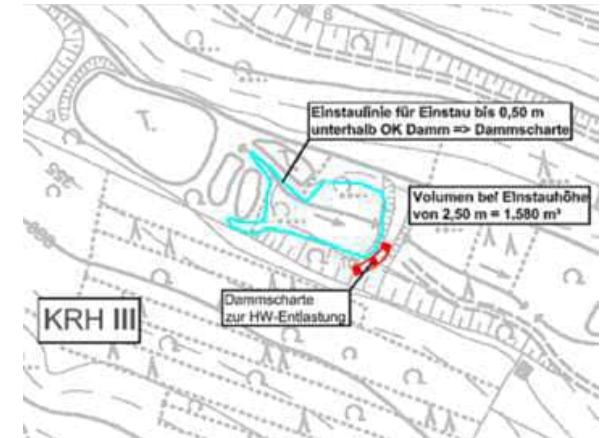 Einstaulinie für Einstau bis 0,50 m
unterhalb OK Damm => Dammscharte
Volumen bei Einstauhöhe
von 2,50 m = 1.580 m³
Dammscharte
zur HW-Entlastung
KRH III
T.
355